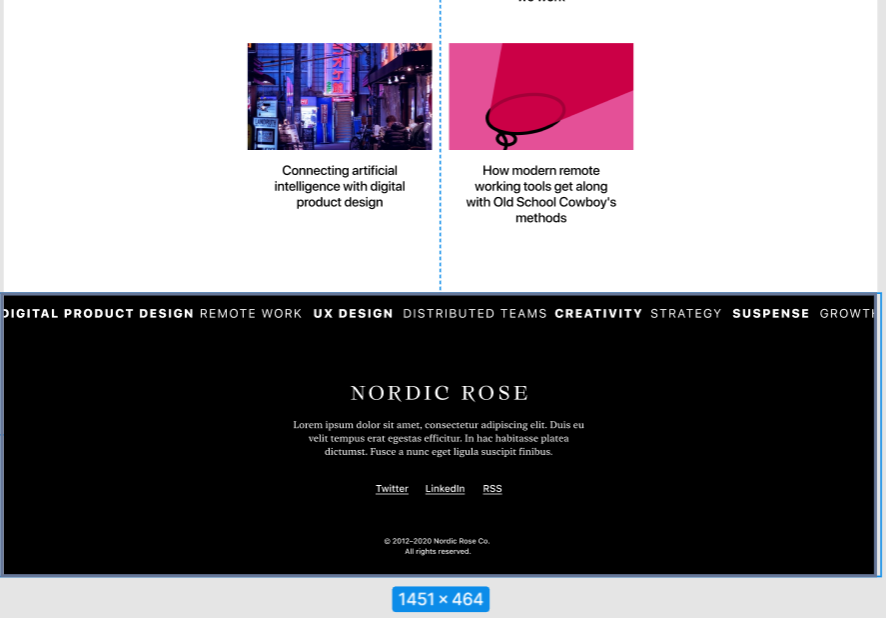 Connecting artificial
intelligence with digital
product design
How modern remote
working tools get along
with Old School Cowboy's
methods
DIGITAL PRODUCT DESIGN REMOTE WORK UX DESIGN DISTRIBUTED TEAMS CREATIVITY STRATEGY SUSPENSE GROWTH
NORDIC ROSE
Lorem ipsum dolor sit amet, consectetur adipiscing elit. Duis eu
velit tempus erat egestas efficitur. In hac habitasse platea
dictumst. Fusce a nunc eget ligula suscipit finibus.
Twitter LinkedIn RSS
© 2012–2020 Nordic Rose Co.
All rights reserved.
1451 × 464